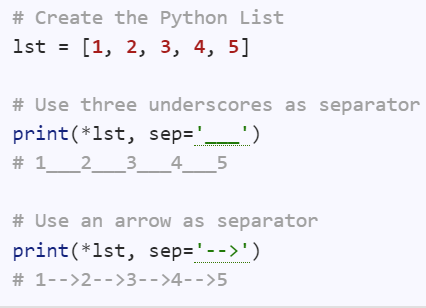 # Create the Python List
lst = [1, 2, 3, 4, 5]
# Use three underscores as separator
print(*lst, sep='___')
# 1___2___3___4___5
# Use an arrow as separator
print(*lst, sep='-->')
# 1-->2-->3-->4-->5